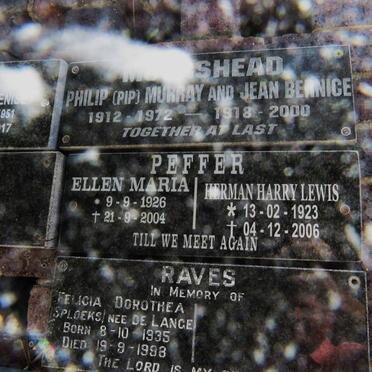 PHILIP (PIP) MURRAY AND JEAN BERNICE
1912 - 1972 - 1918 - 2000
TOGETHER AT LAST
PEFFER
ELLEN MARIA
* 9-9-1926
✝ 21-9-2004
HERMAN HARRY LEWIS
* 13-02-1923
✝ 04-12-2006
TILL WE MEET AGAIN
RAVES
IN MEMORY OF
FELICIA DOROTHEA
SPLOEKS/NEE DE LANGE
BORN 8-10-1935
DIED 19-9-1998
THE LORD IS MY